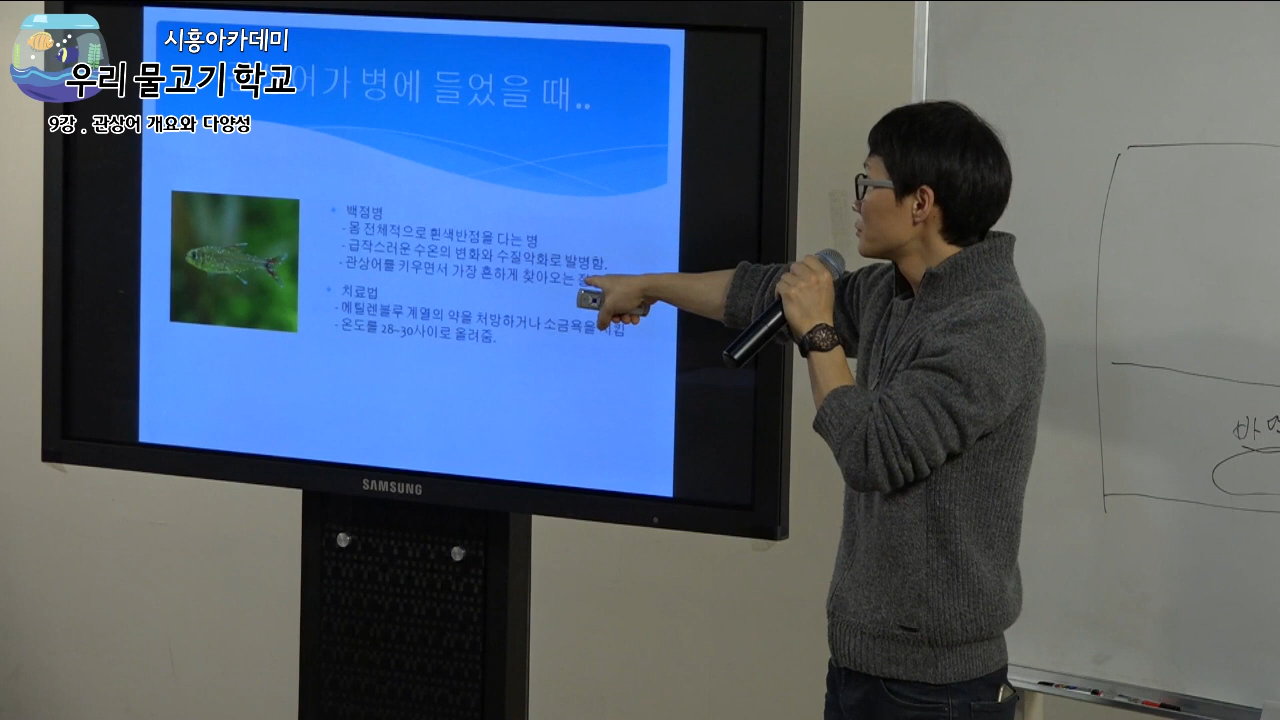 시흥아카데미
우리 물고기 학교
9강 . 관상어 개요와 다양성
어가 병에 들었을 때..
백점병
- 몸 전체적으로 흰색반점을 다는 병
- 급작스러운 수온의 변화와 수질악화로 발병함.
- 관상어를 키우면서 가장 흔하게 찾아오는
치료법
- 메틸렌블루 계열의 약을 처방하거나 소금욕을 시킴
- 온도를 28~30사이로 올려줌.
SAMSUNG